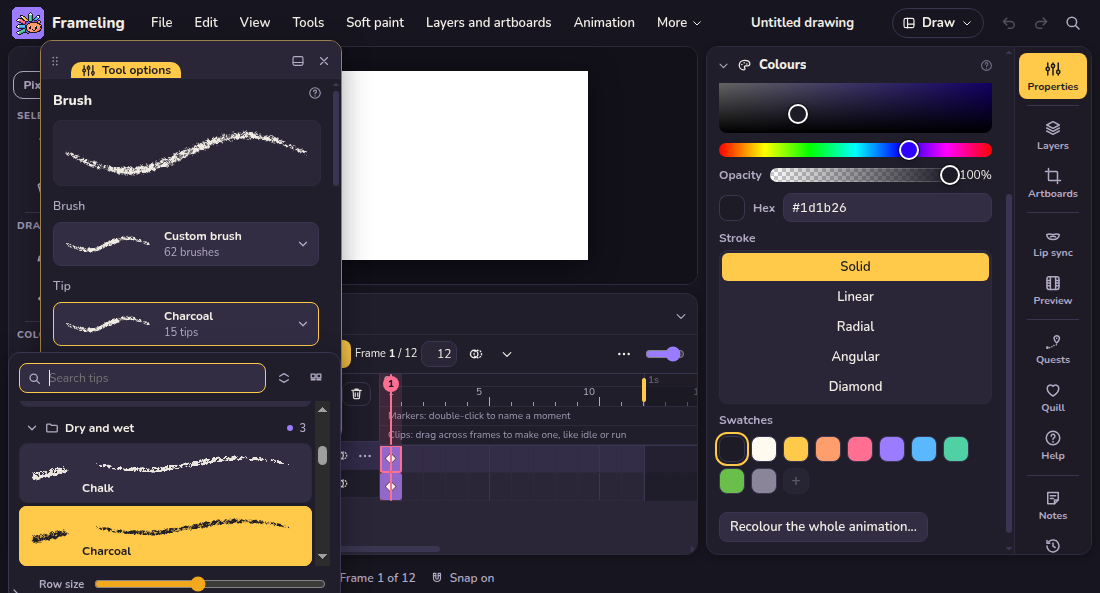 Frameling
File
Edit
View
Tools
Soft paint
Layers and artboards
Animation
More
Untitled drawing
Draw
Tool options
Brush
Brush
Custom brush
62 brushes
Tip
Charcoal
15 tips
Search tips
Dry and wet
3
Chalk
Charcoal
Row size
Frame 1 / 12
12
1
5
10
1s
Markers: double-click to name a moment
Clips: drag across frames to make one, like idle or run
Frame 1 of 12
Snap on
Colours
Opacity
100%
Hex
#1d1b26
Stroke
Solid
Linear
Radial
Angular
Diamond
Swatches
+
Recolour the whole animation...
Properties
Layers
Artboards
Lip sync
Preview
Quests
Quill
Help
Notes